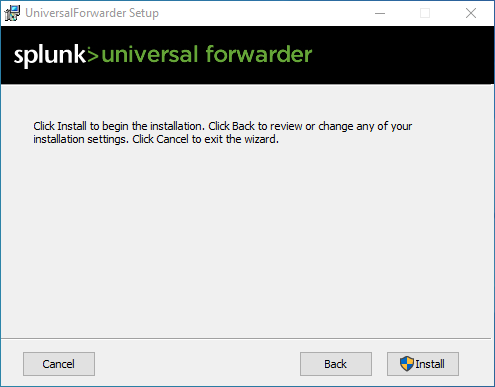 UniversalForwarder Setup
splunk> universal forwarder
Click Install to begin the installation. Click Back to review or change any of your
installation settings. Click Cancel to exit the wizard.
Cancel Back Install